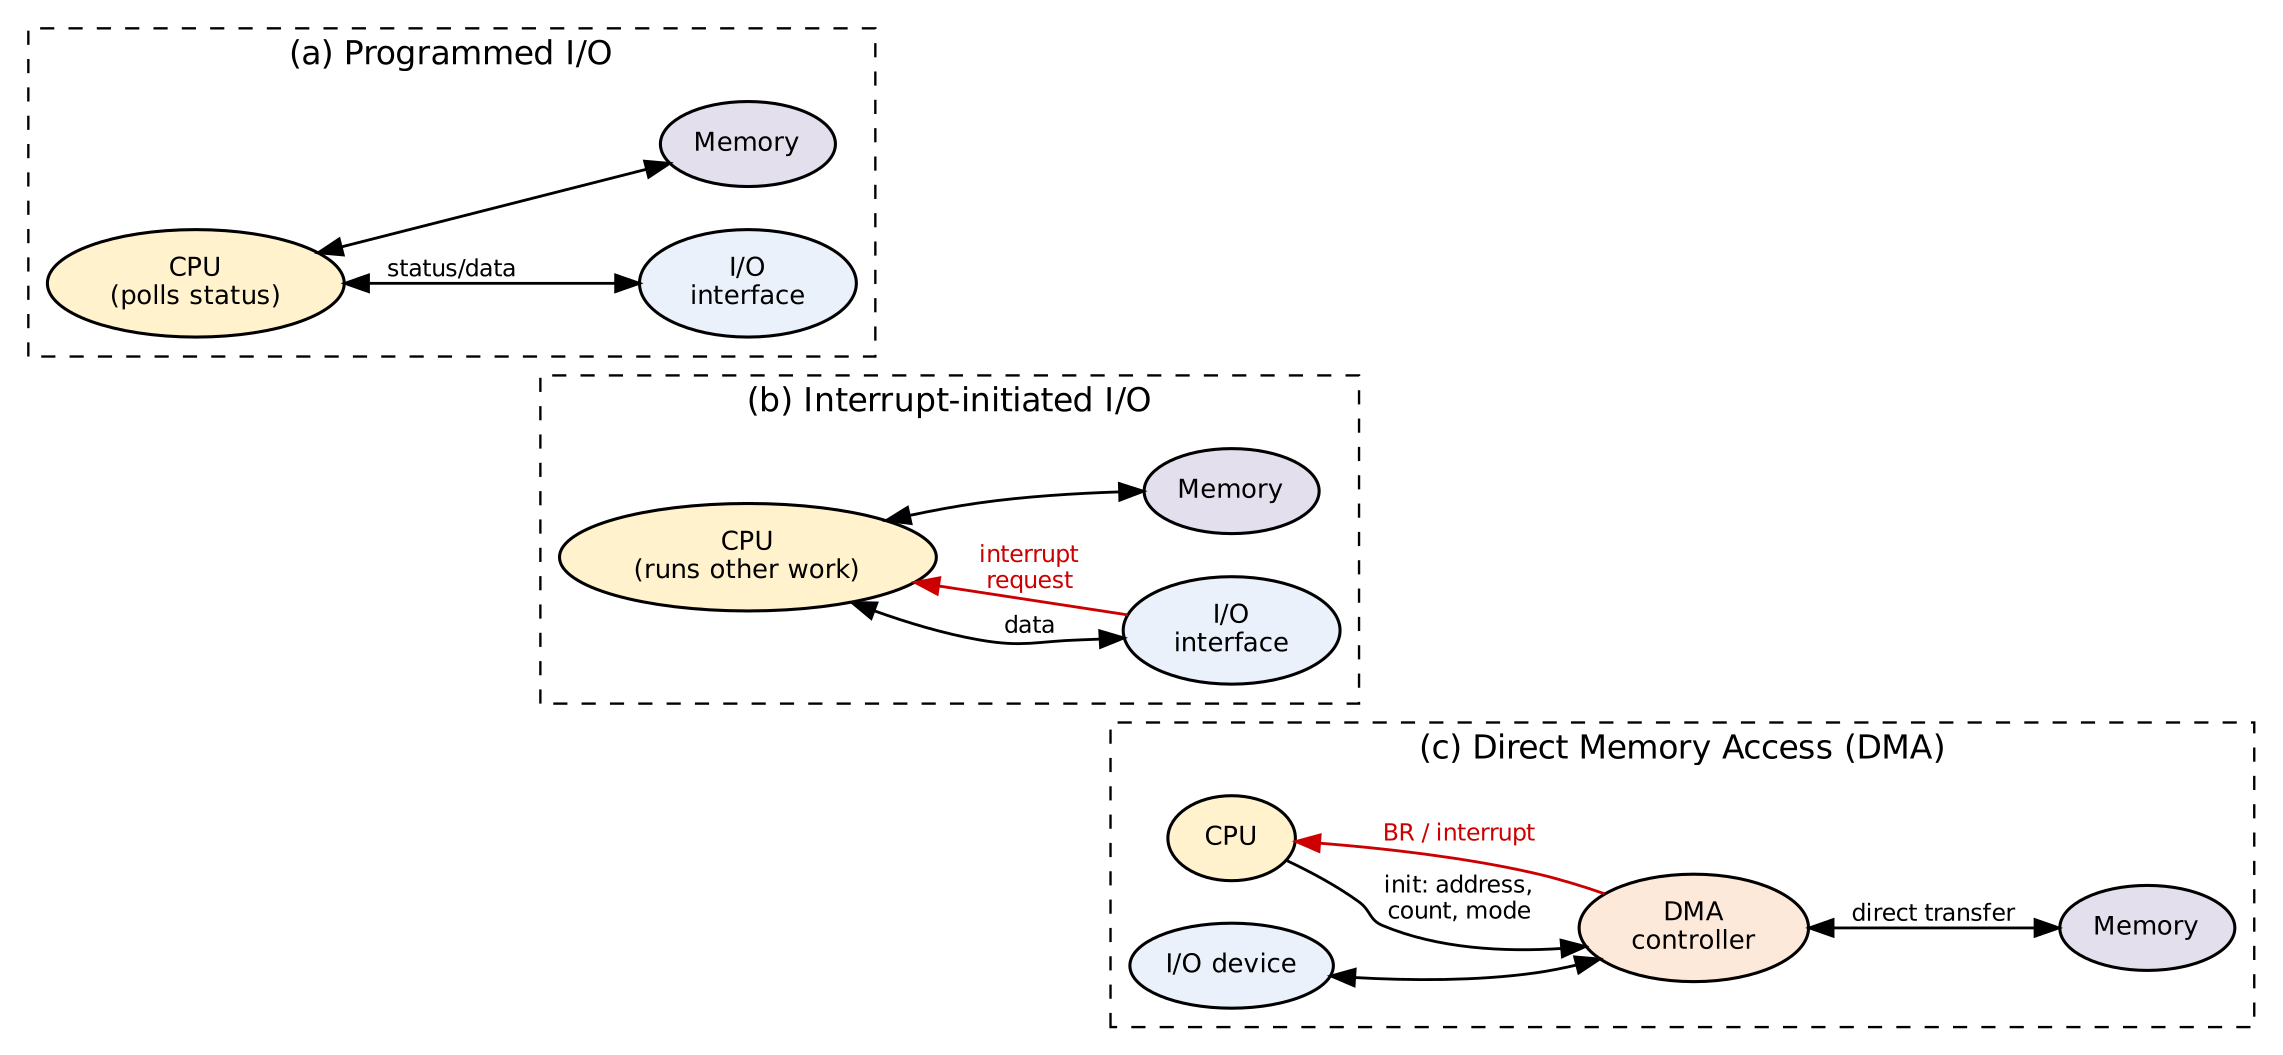 (a) Programmed I/O
Memory
CPU
(polls status)
status/data
I/O
interface
(b) Interrupt-initiated I/O
Memory
CPU
(runs other work)
interrupt
request
data
I/O
interface
(c) Direct Memory Access (DMA)
CPU
BR / interrupt
init: address,
count, mode
DMA
controller
direct transfer
Memory
I/O device